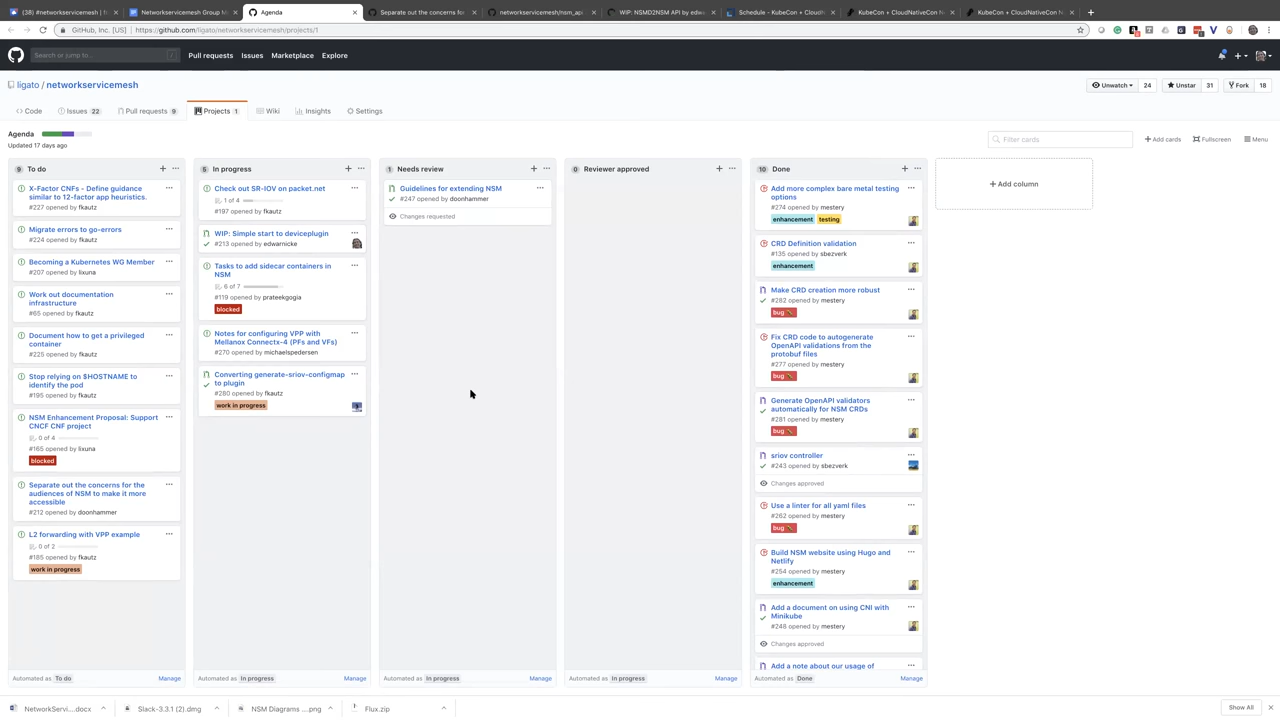 (38) #networkservicemesh | f
Networkservicemesh Group M
Agenda
Separate out the concerns for
networkservicemesh/nsm_api
WIP: NSMD2NSM API by edwar
Schedule - KubeCon + Cloudn
KubeCon + CloudNativeCon N
KubeCon + CloudNativeCon N
GitHub, Inc. [US] | https://github.com/ligato/networkservicemesh/projects/1
Search or jump to...
Pull requests Issues Marketplace Explore
ligato / networkservicemesh
Unwatch 24 Unstar 31 Fork 18
Code Issues 22 Pull requests 9 Projects 1 Wiki Insights Settings
Agenda
Updated 17 days ago
Filter cards
Add cards Fullscreen Menu
To do
X-Factor CNFs - Define guidance
similar to 12-factor app heuristics.
#227 opened by fkautz
Migrate errors to go-errors
#224 opened by fkautz
Becoming a Kubernetes WG Member
#207 opened by lixuna
Work out documentation
infrastructure
#65 opened by fkautz
Document how to get a privileged
container
#225 opened by fkautz
Stop relying on $HOSTNAME to
identify the pod
#195 opened by fkautz
NSM Enhancement Proposal: Support
CNCF CNF project
0 of 4
#165 opened by lixuna
blocked
Separate out the concerns for the
audiences of NSM to make it more
accessible
#212 opened by doonhammer
L2 forwarding with VPP example
0 of 2
#185 opened by fkautz
work in progress
Automated as To do Manage
5 In progress
Check out SR-IOV on packet.net
1 of 4
#197 opened by fkautz
WIP: Simple start to deviceplugin
#213 opened by edwarnicke
Tasks to add sidecar containers in
NSM
6 of 7
#119 opened by prateekgogia
blocked
Notes for configuring VPP with
Mellanox Connectx-4 (PFs and VFs)
#270 opened by michaelspedersen
Converting generate-sriov-configmap
to plugin
#280 opened by fkautz
work in progress
Automated as In progress Manage
1 Needs review
Guidelines for extending NSM
#247 opened by doonhammer
Changes requested
Automated as In progress Manage
0 Reviewer approved
Automated as In progress Manage
10 Done
Add more complex bare metal testing
options
#274 opened by mestery
enhancement testing
CRD Definition validation
#135 opened by sbezverk
enhancement
Make CRD creation more robust
#282 opened by mestery
bug
Fix CRD code to autogenerate
OpenAPI validations from the
protobuf files
#277 opened by mestery
bug
Generate OpenAPI validators
automatically for NSM CRDs
#281 opened by mestery
bug
sriov controller
#243 opened by sbezverk
Changes approved
Use a linter for all yaml files
#262 opened by mestery
bug
Build NSM website using Hugo and
Netlify
#254 opened by mestery
enhancement
Add a document on using CNI with
Minikube
#248 opened by mestery
Changes approved
Add a note about our usage of
Automated as Done Manage
Add column
NetworkServi....docx
Slack-3.3.1 (2).dmg
NSM Diagrams ....png
Flux.zip
Show All